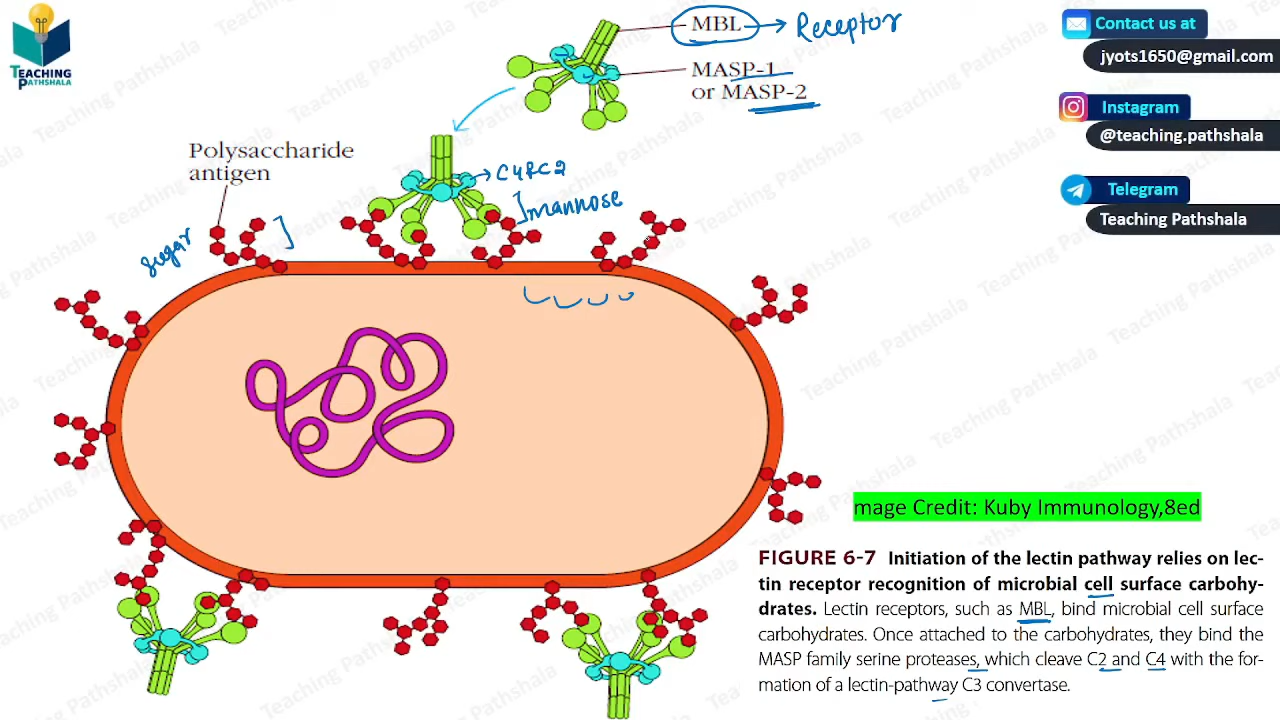 TEACHING
PATHSHALA
MBL → Receptor
MASP-1
or MASP-2
Polysaccharide
antigen
→ C4 & C2
mannose
sugar
Contact us at
jyots1650@gmail.com
Instagram
@teaching.pathshala
Telegram
Teaching Pathshala
mage Credit: Kuby Immunology,8ed
FIGURE 6-7 Initiation of the lectin pathway relies on lec-
tin receptor recognition of microbial cell surface carbohy-
drates. Lectin receptors, such as MBL, bind microbial cell surface
carbohydrates. Once attached to the carbohydrates, they bind the
MASP family serine proteases, which cleave C2 and C4 with the for-
mation of a lectin-pathway C3 convertase.
Teaching Pathshala